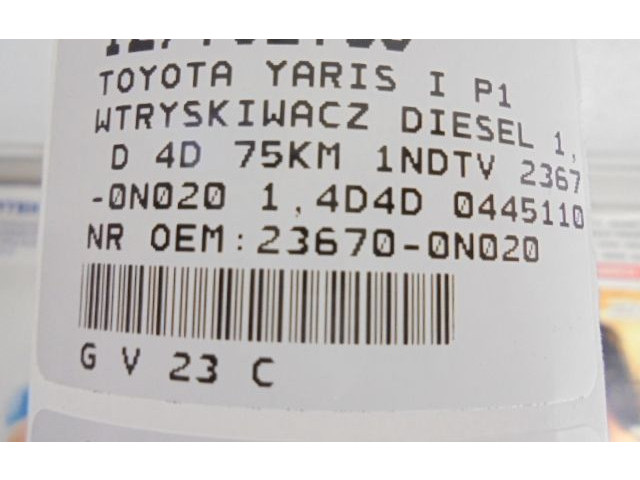 TOYOTA YARIS I P1
WTRYSKIWACZ DIESEL 1,
D 4D 75KM 1NDTV 2367
-0N020 1,4D4D 0445110
NR OEM:23670-0N020
G V 23 C